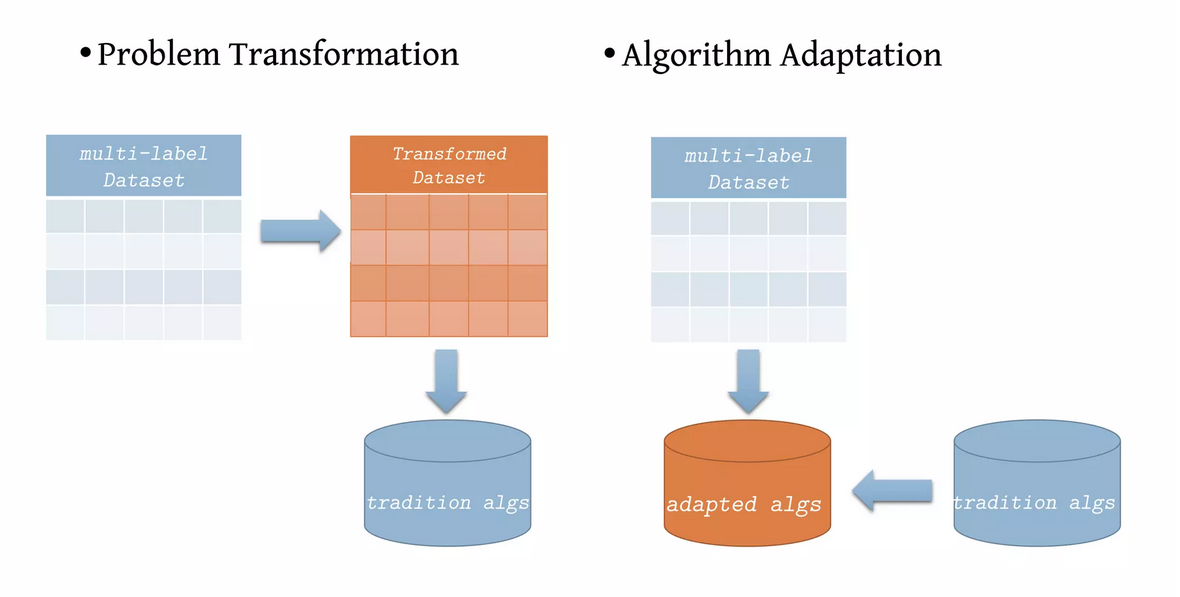 •Problem Transformation
•Algorithm Adaptation
multi-label
Dataset
Transformed
Dataset
multi-label
Dataset
tradition algs
adapted algs
tradition algs